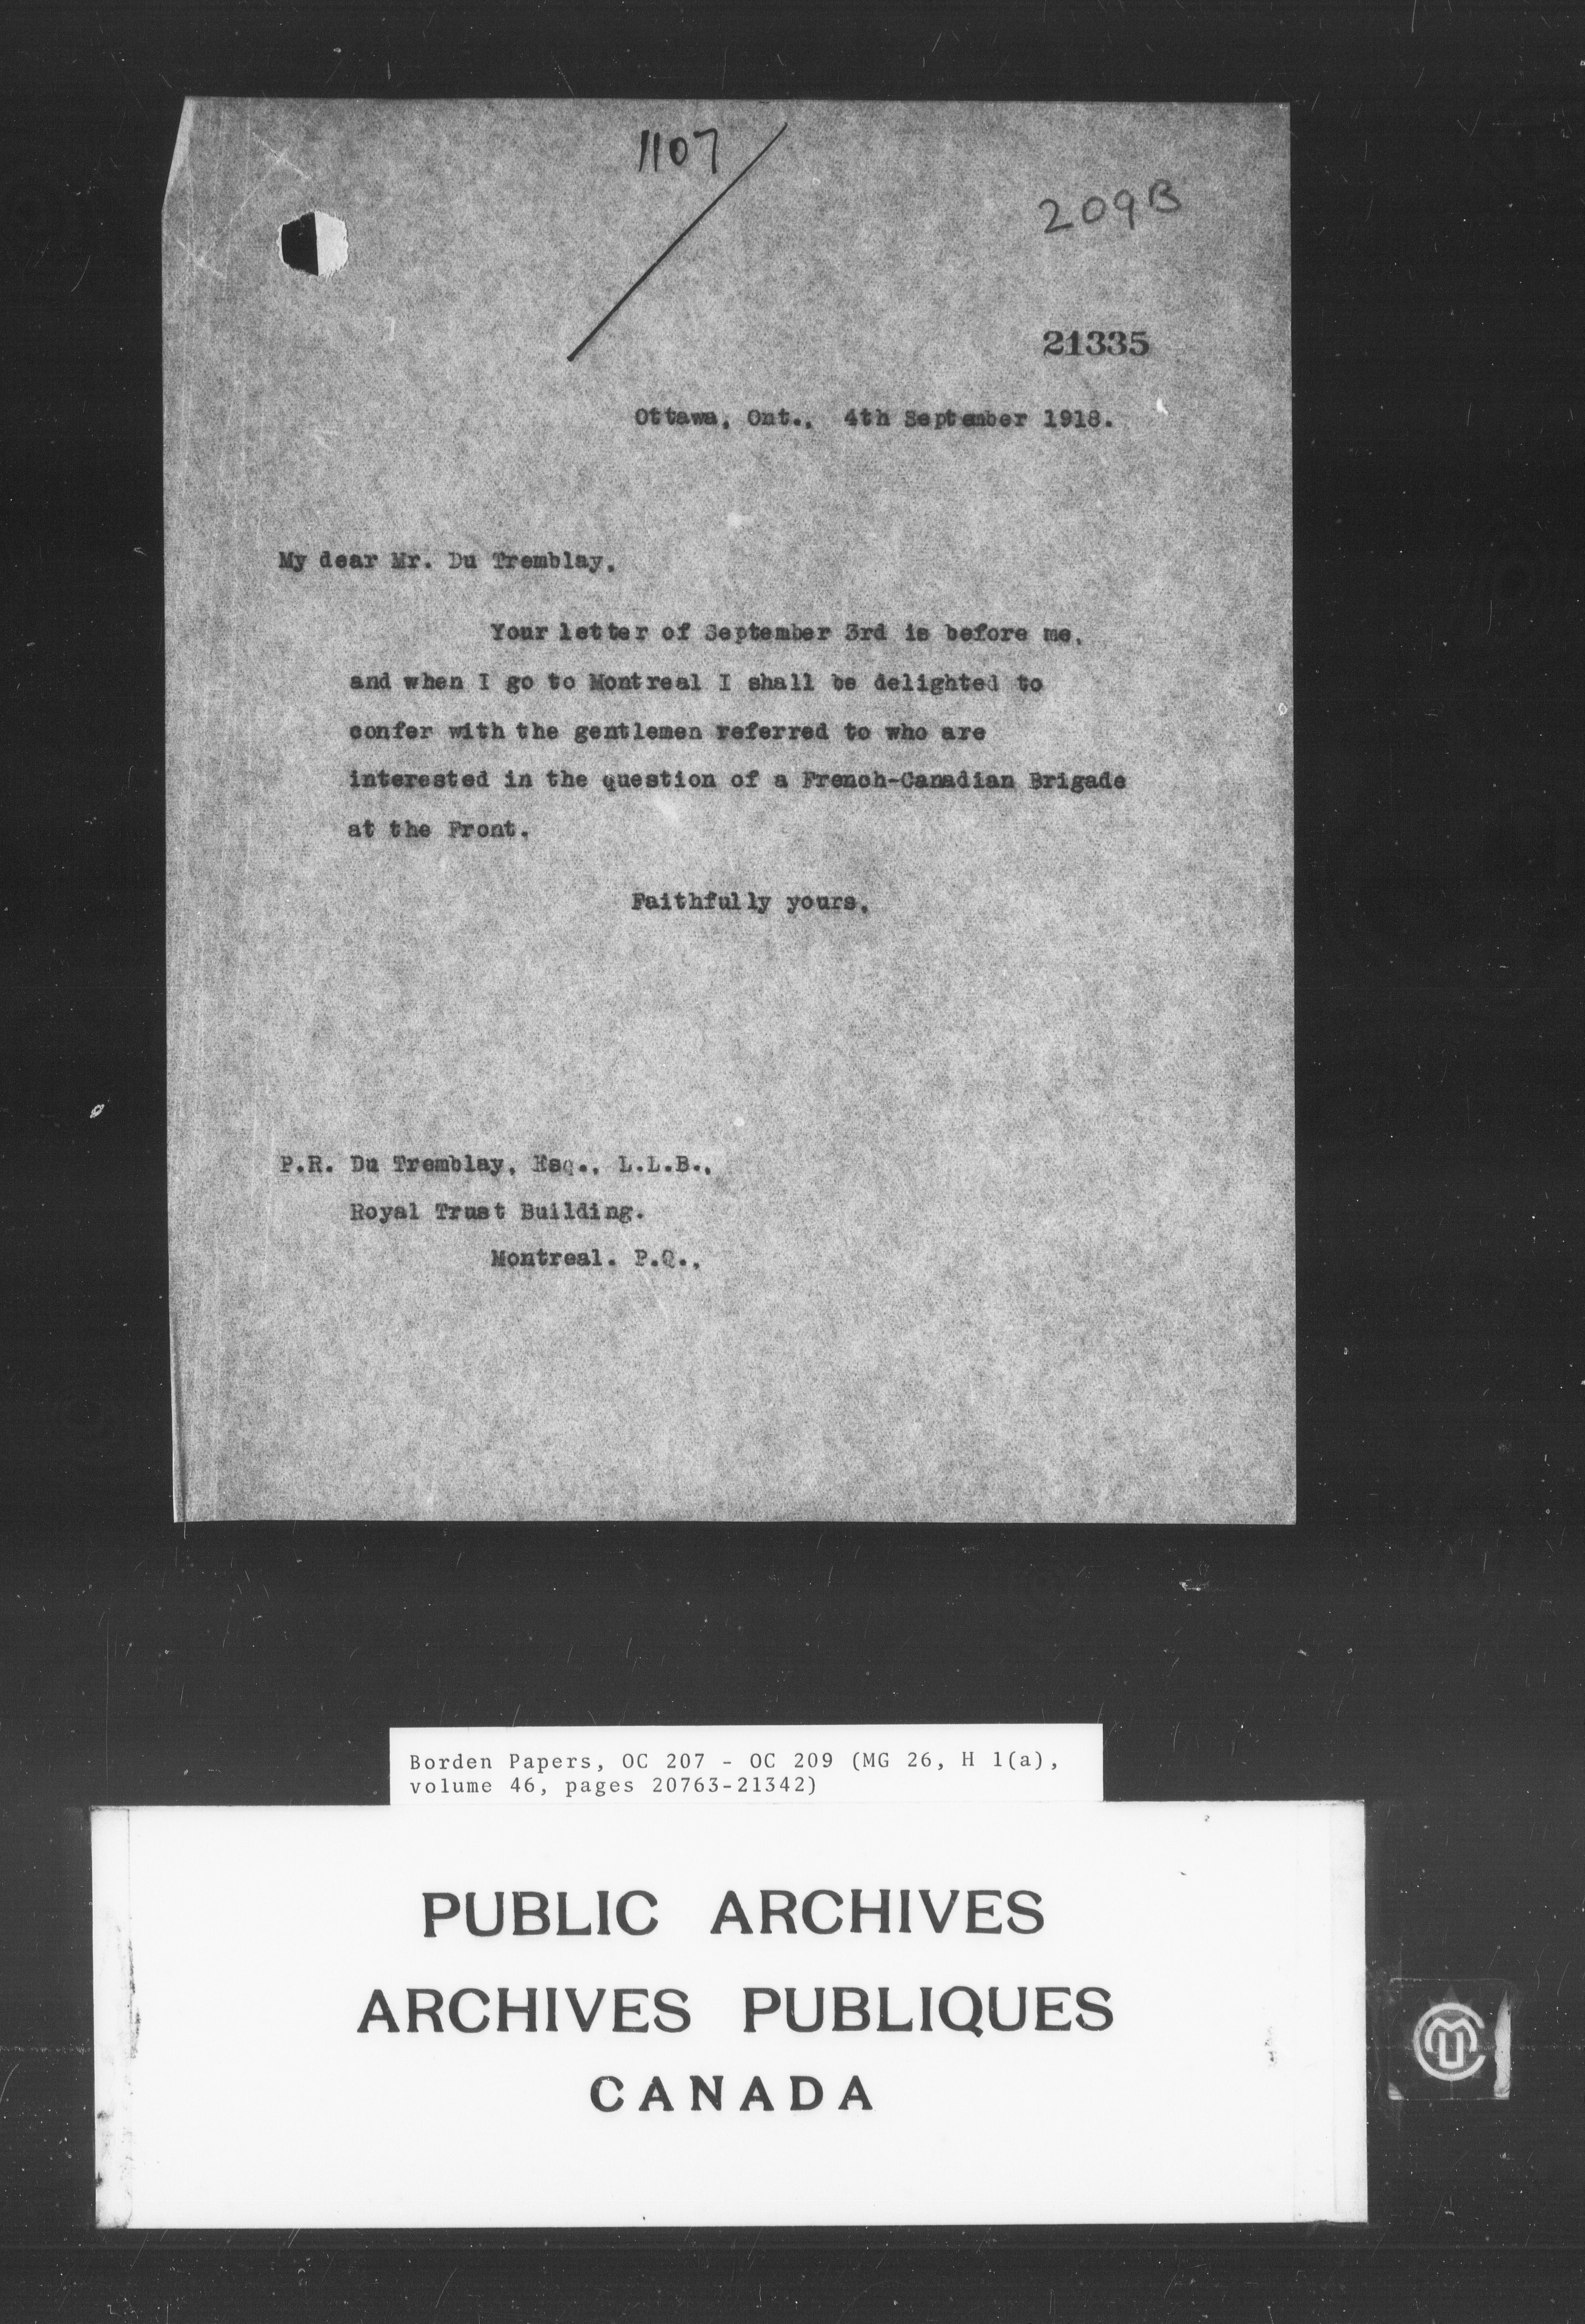 1107
209B
21335
Ottawa, Ont., 4th September 1918.
My dear Mr. Du Tremblay,
Your letter of September 3rd is before me,
and when I go to Montreal I shall be delighted to
confer with the gentlemen referred to who are
interested in the question of a French-Canadian Brigade
at the Front.
Faithfully yours,
P.R. Du Tremblay, Esq., L.L.B.,
Royal Trust Building.
Montreal. P.Q.,
Borden Papers, OC 207 - OC 209 (MG 26, H 1(a),
volume 46, pages 20763-21342)
PUBLIC ARCHIVES
ARCHIVES PUBLIQUES
CANADA